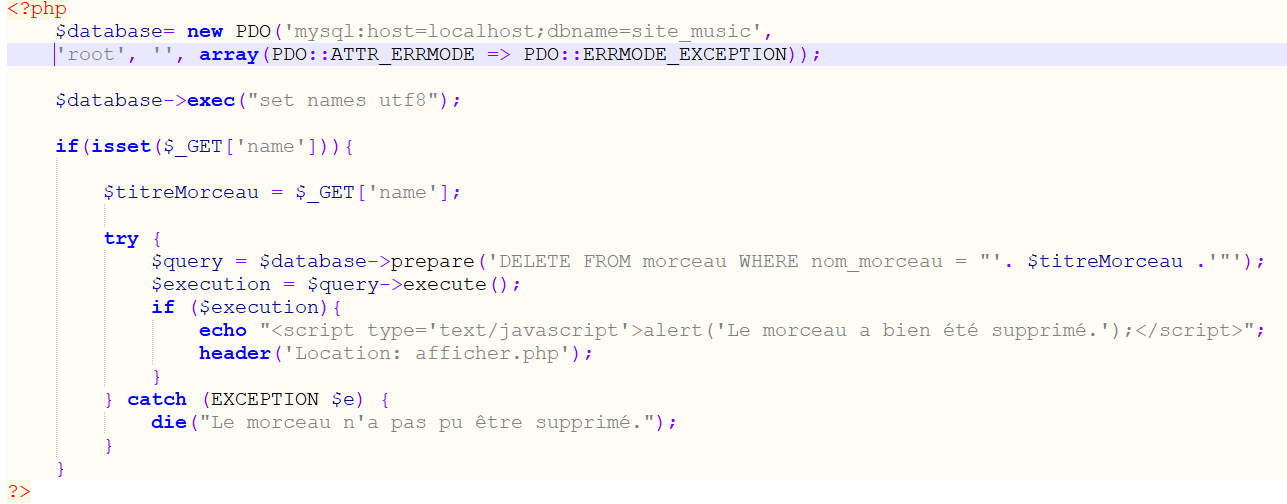 <?php
$database= new PDO('mysql:host=localhost;dbname=site_music',
'root', '', array(PDO::ATTR_ERRMODE => PDO::ERRMODE_EXCEPTION));
$database->exec("set names utf8");
if(isset($_GET['name'])){
$titreMorceau = $_GET['name'];
try {
$query = $database->prepare('DELETE FROM morceau WHERE nom_morceau = "'. $titreMorceau .'"');
$execution = $query->execute();
if ($execution){
echo "<script type='text/javascript'>alert('Le morceau a bien été supprimé.');</script>";
header('Location: afficher.php');
}
} catch (EXCEPTION $e) {
die("Le morceau n'a pas pu être supprimé.");
}
}
?>